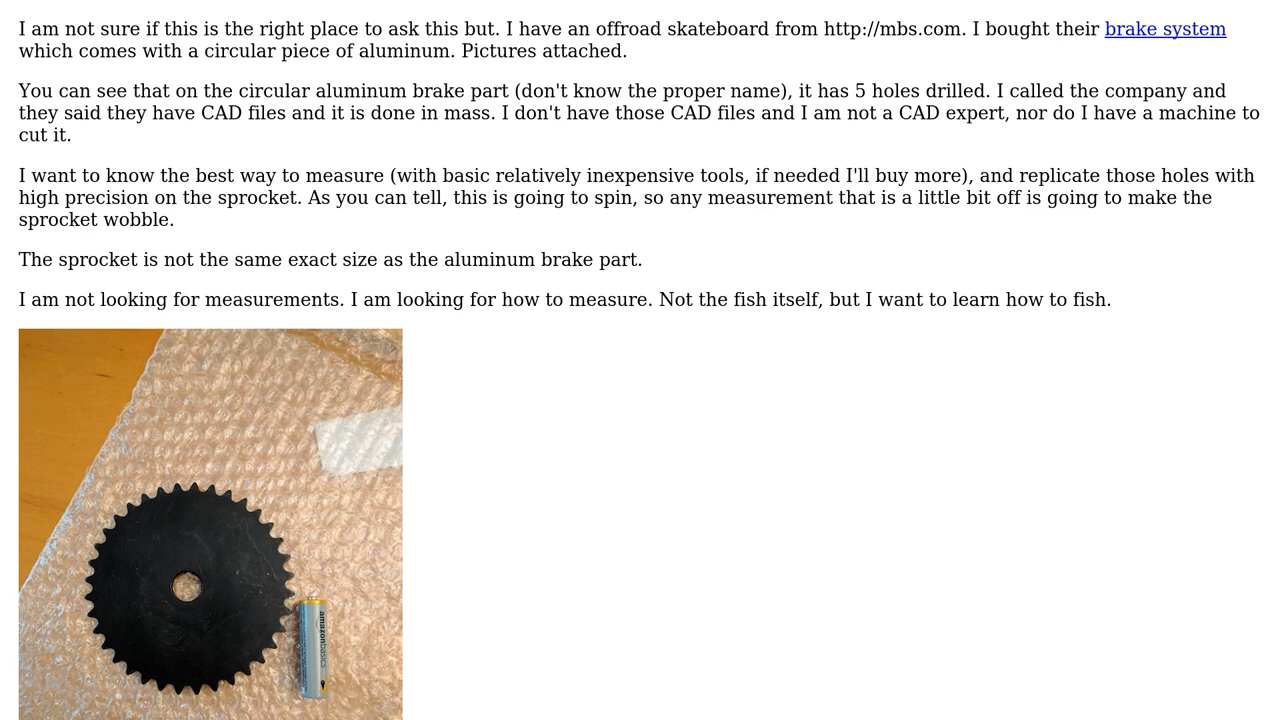 I am not sure if this is the right place to ask this but. I have an offroad skateboard from http://mbs.com. I bought their brake system
which comes with a circular piece of aluminum. Pictures attached.
You can see that on the circular aluminum brake part (don't know the proper name), it has 5 holes drilled. I called the company and
they said they have CAD files and it is done in mass. I don't have those CAD files and I am not a CAD expert, nor do I have a machine to
cut it.
I want to know the best way to measure (with basic relatively inexpensive tools, if needed I'll buy more), and replicate those holes with
high precision on the sprocket. As you can tell, this is going to spin, so any measurement that is a little bit off is going to make the
sprocket wobble.
The sprocket is not the same exact size as the aluminum brake part.
I am not looking for measurements. I am looking for how to measure. Not the fish itself, but I want to learn how to fish.
amazonbasics